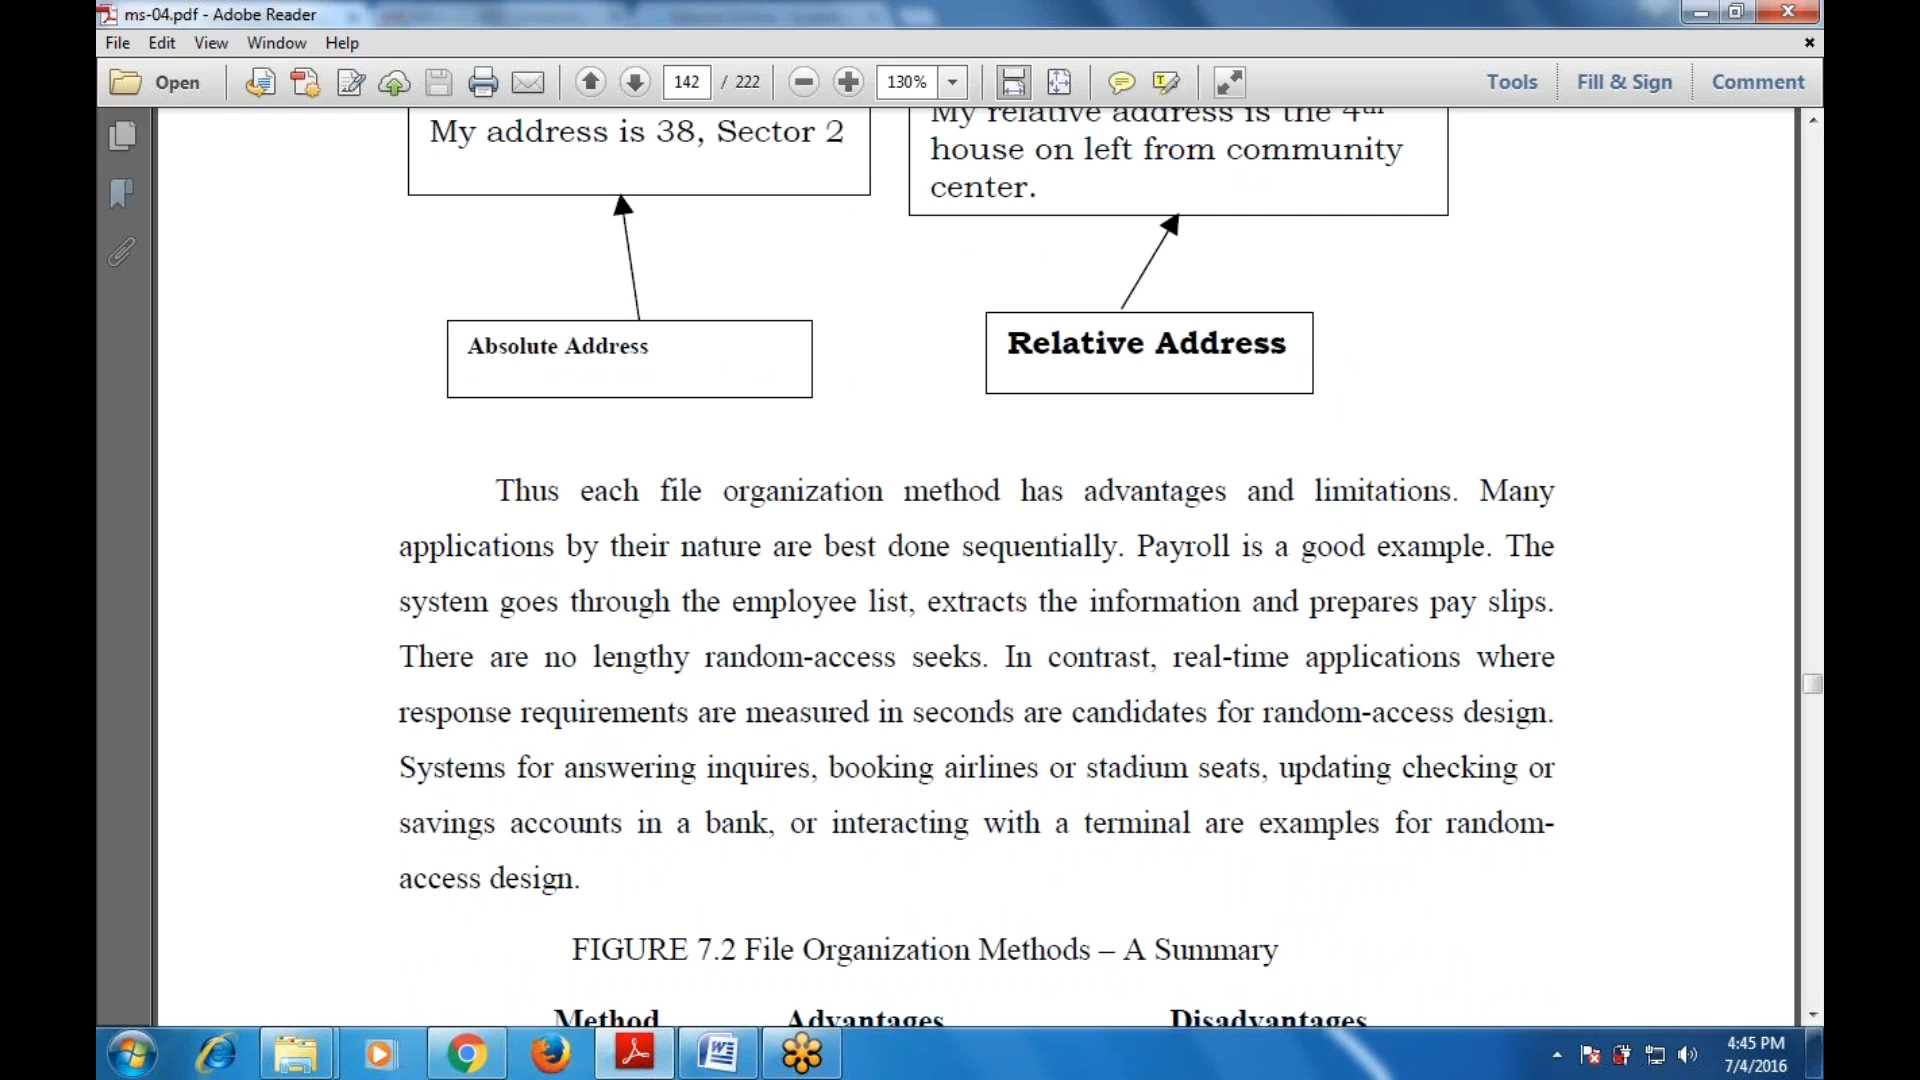 ms-04.pdf - Adobe Reader
File Edit View Window Help
Open 142 / 222 130% Tools Fill & Sign Comment
My address is 38, Sector 2
My relative address is the 4th
house on left from community
center.
Absolute Address
Relative Address
Thus each file organization method has advantages and limitations. Many
applications by their nature are best done sequentially. Payroll is a good example. The
system goes through the employee list, extracts the information and prepares pay slips.
There are no lengthy random-access seeks. In contrast, real-time applications where
response requirements are measured in seconds are candidates for random-access design.
Systems for answering inquires, booking airlines or stadium seats, updating checking or
savings accounts in a bank, or interacting with a terminal are examples for random-
access design.
FIGURE 7.2 File Organization Methods – A Summary
Method Advantages Disadvantages
4:45 PM
7/4/2016